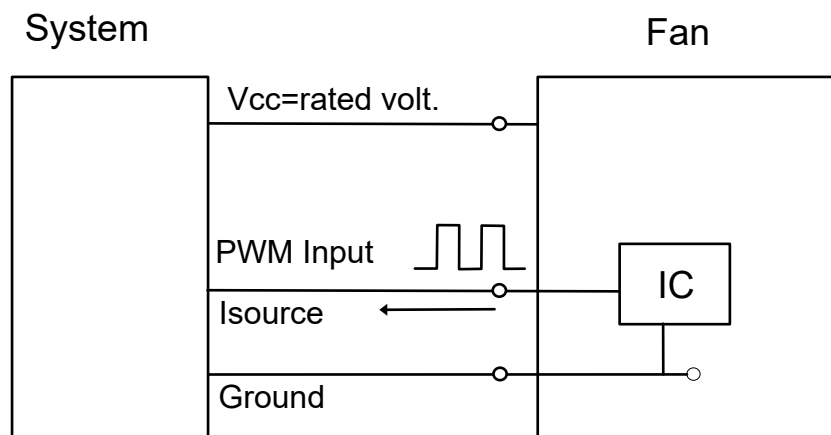 System
Fan
Vcc=rated volt.
PWM Input
IC
Isource
Ground